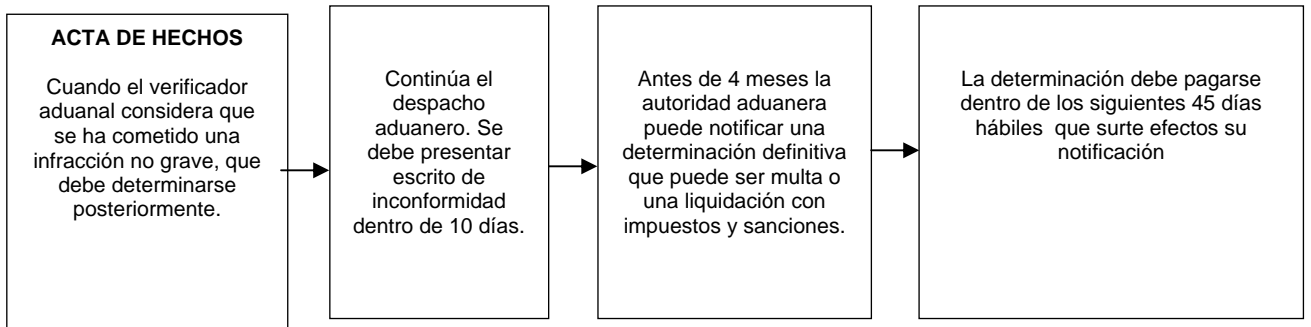 ACTA DE HECHOS
Cuando el verificador
aduanal considera que
se ha cometido una
infracción no grave, que
debe determinarse
posteriormente.
Continúa el
despacho
aduanero. Se
debe presentar
escrito de
inconformidad
dentro de 10 días.
Antes de 4 meses la
autoridad aduanera
puede notificar una
determinación definitiva
que puede ser multa o
una liquidación con
impuestos y sanciones.
La determinación debe pagarse
dentro de los siguientes 45 días
hábiles que surte efectos su
notificación